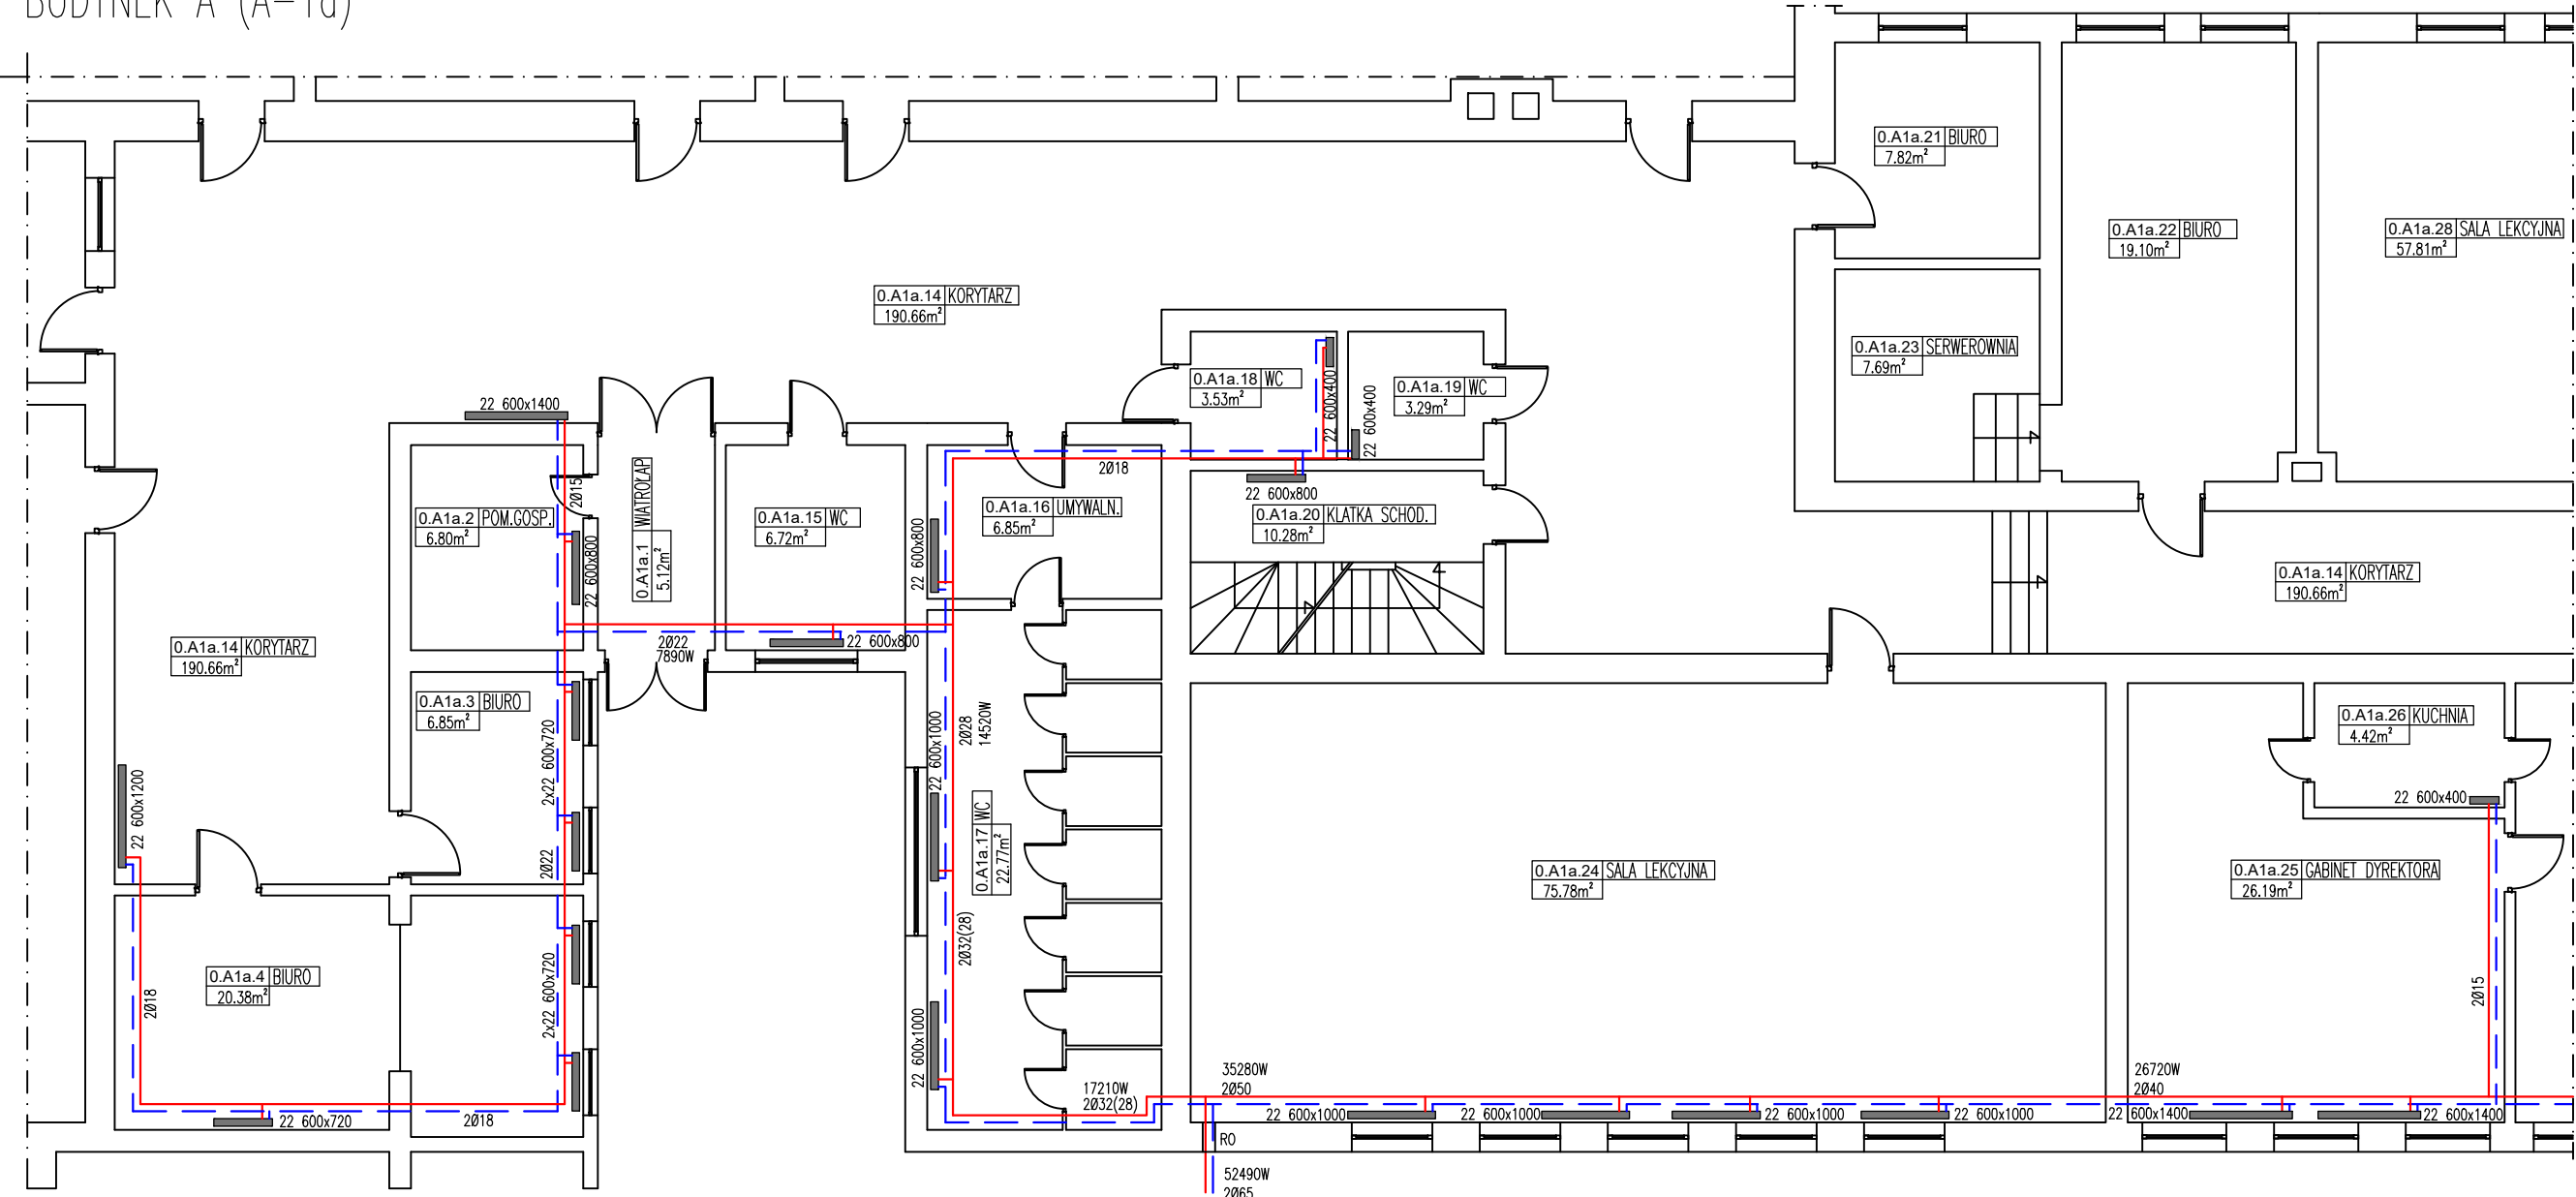 BUDYNEK A (A-1a)
0.A1a.21 BIURO
7.82m²
0.A1a.22 BIURO
19.10m²
0.A1a.28 SALA LEKCYJNA
57.81m²
0.A1a.14 KORYTARZ
190.66m²
0.A1a.23 SERWEROWNIA
7.69m²
0.A1a.18 WC
3.53m²
22 600x400
0.A1a.19 WC
3.29m²
22 600x400
22 600x1400
2Ø18
22 600x800
0.A1a.20 KLATKA SCHOD.
10.28m²
0.A1a.2 POM.GOSP.
6.80m²
2Ø15
22 600x800
0.A1a.1 WIATROŁAP
5.12m²
0.A1a.15 WC
6.72m²
22 600x800
0.A1a.16 UMYWALN.
6.85m²
0.A1a.14 KORYTARZ
190.66m²
0.A1a.14 KORYTARZ
190.66m²
2Ø22
7890W
22 600x800
0.A1a.3 BIURO
6.85m²
2x22 600x720
2Ø22
22 600x1000
2Ø28
14520W
0.A1a.26 KUCHNIA
4.42m²
22 600x400
22 600x1200
0.A1a.17 WC
22.77m²
0.A1a.24 SALA LEKCYJNA
75.78m²
0.A1a.25 GABINET DYREKTORA
26.19m²
2Ø32(28)
0.A1a.4 BIURO
20.38m²
2Ø18
2x22 600x720
22 600x1000
2Ø15
17210W
2Ø32(28)
35280W
2Ø50
26720W
2Ø40
22 600x720
2Ø18
22 600x1000
22 600x1000
22 600x1000
22 600x1000
22 600x1400
22 600x1400
RO
52490W
2Ø65